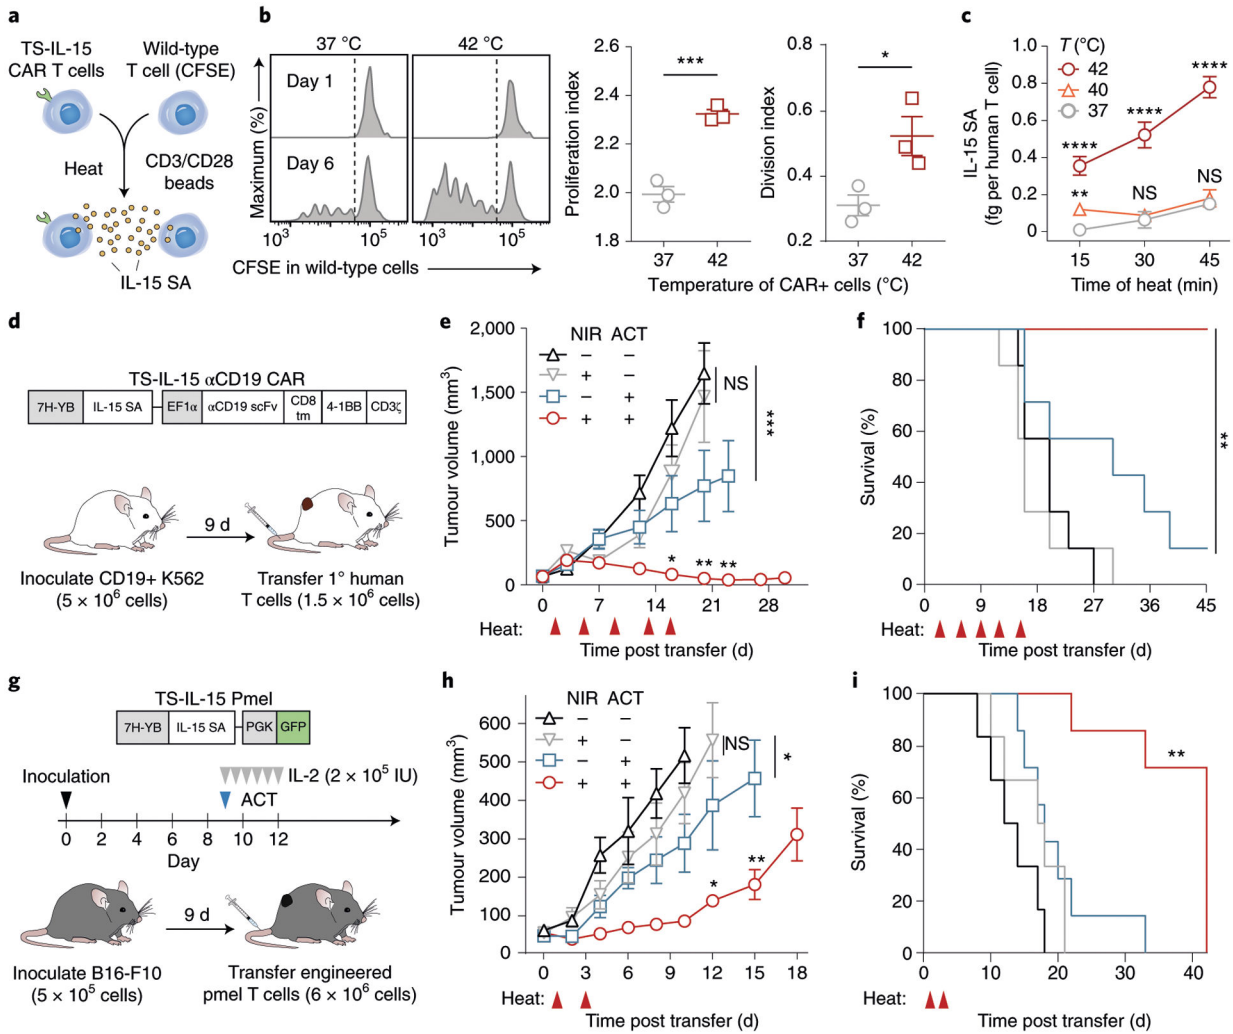 a
TS-IL-15
CAR T cells
Wild-type
T cell (CFSE)
Heat
CD3/CD28
beads
IL-15 SA
b
37 °C
42 °C
Day 1
Day 6
Maximum (%)
10³ 10⁵ 10³ 10⁵
CFSE in wild-type cells
Proliferation index
2.6
2.4
2.2
2.0
1.8
***
37 42
Division index
0.8
0.6
0.4
0.2
*
37 42
Temperature of CAR+ cells (°C)
c
IL-15 SA
(fg per human T cell)
1.0
0.8
0.6
0.4
0.2
0
T (°C)
42
40
37
****
****
****
**
NS
NS
15 30 45
Time of heat (min)
d
TS-IL-15 αCD19 CAR
7H-YB IL-15 SA EF1α αCD19 scFv CD8 tm 4-1BB CD3ζ
9 d
Inoculate CD19+ K562
(5 × 10⁶ cells)
Transfer 1° human
T cells (1.5 × 10⁶ cells)
e
Tumour volume (mm³)
2,000
1,500
1,000
500
0
NIR ACT
− −
+ −
− +
+ +
NS
***
* ** **
0 7 14 21 28
Heat:
Time post transfer (d)
f
Survival (%)
100
80
60
40
20
0
**
0 9 18 27 36 45
Heat:
Time post transfer (d)
g
TS-IL-15 Pmel
7H-YB IL-15 SA PGK GFP
Inoculation
IL-2 (2 × 10⁵ IU)
ACT
0 2 4 6 8 10 12
Day
9 d
Inoculate B16-F10
(5 × 10⁵ cells)
Transfer engineered
pmel T cells (6 × 10⁶ cells)
h
Tumour volume (mm³)
600
500
400
300
200
100
0
NIR ACT
− −
+ −
− +
+ +
NS
*
* **
0 3 6 9 12 15 18
Heat:
Time post transfer (d)
i
Survival (%)
100
80
60
40
20
0
**
0 10 20 30 40
Heat:
Time post transfer (d)